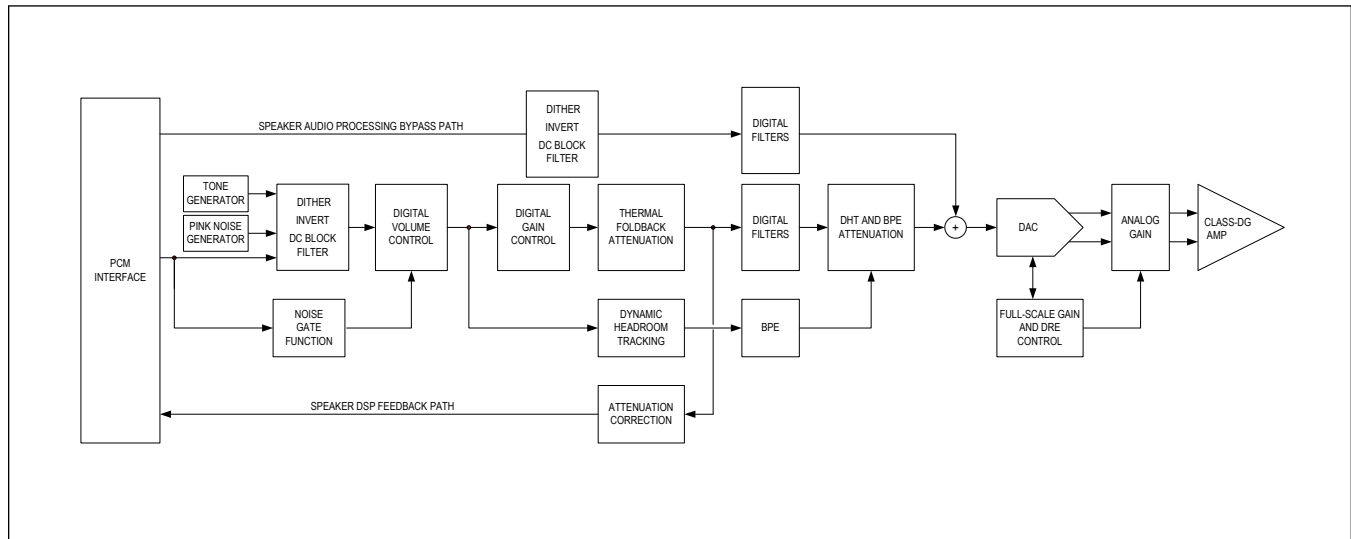 SPEAKER AUDIO PROCESSING BYPASS PATH
DITHER
INVERT
DC BLOCK
FILTER
DIGITAL
FILTERS
PCM
INTERFACE
TONE
GENERATOR
PINK NOISE
GENERATOR
DITHER
INVERT
DC BLOCK
FILTER
DIGITAL
VOLUME
CONTROL
DIGITAL
GAIN
CONTROL
THERMAL
FOLDBACK
ATTENUATION
DIGITAL
FILTERS
DHT AND BPE
ATTENUATION
+
DAC
ANALOG
GAIN
CLASS-DG
AMP
NOISE
GATE
FUNCTION
DYNAMIC
HEADROOM
TRACKING
BPE
FULL-SCALE GAIN
AND DRE
CONTROL
SPEAKER DSP FEEDBACK PATH
ATTENUATION
CORRECTION